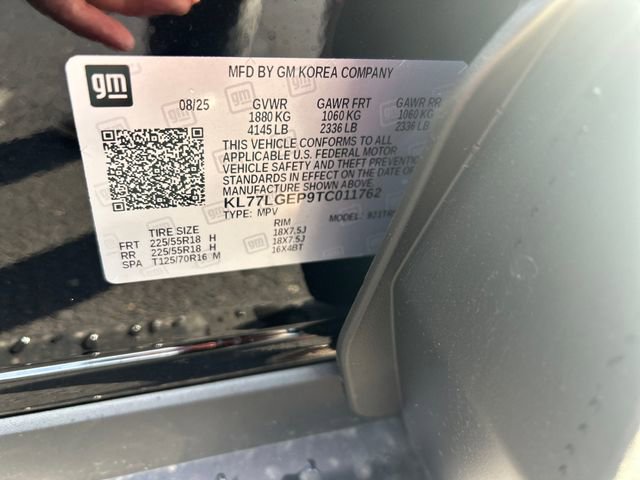 gm
MFD BY GM KOREA COMPANY
08/25 GVWR GAWR FRT GAWR RR
1880 KG 1060 KG 1060 KG
4145 LB 2336 LB 2336 LB
THIS VEHICLE CONFORMS TO ALL
APPLICABLE U.S. FEDERAL MOTOR
VEHICLE SAFETY AND THEFT PREVENTIO
STANDARDS IN EFFECT ON THE DATE OF
MANUFACTURE SHOWN ABOVE.
KL77LGEP9TC011762
TYPE: MPV MODEL:
TIRE SIZE RIM
FRT 225/55R18 H 18X7.5J
RR 225/55R18 H 18X7.5J
SPA T125/70R16 M 16X4BT